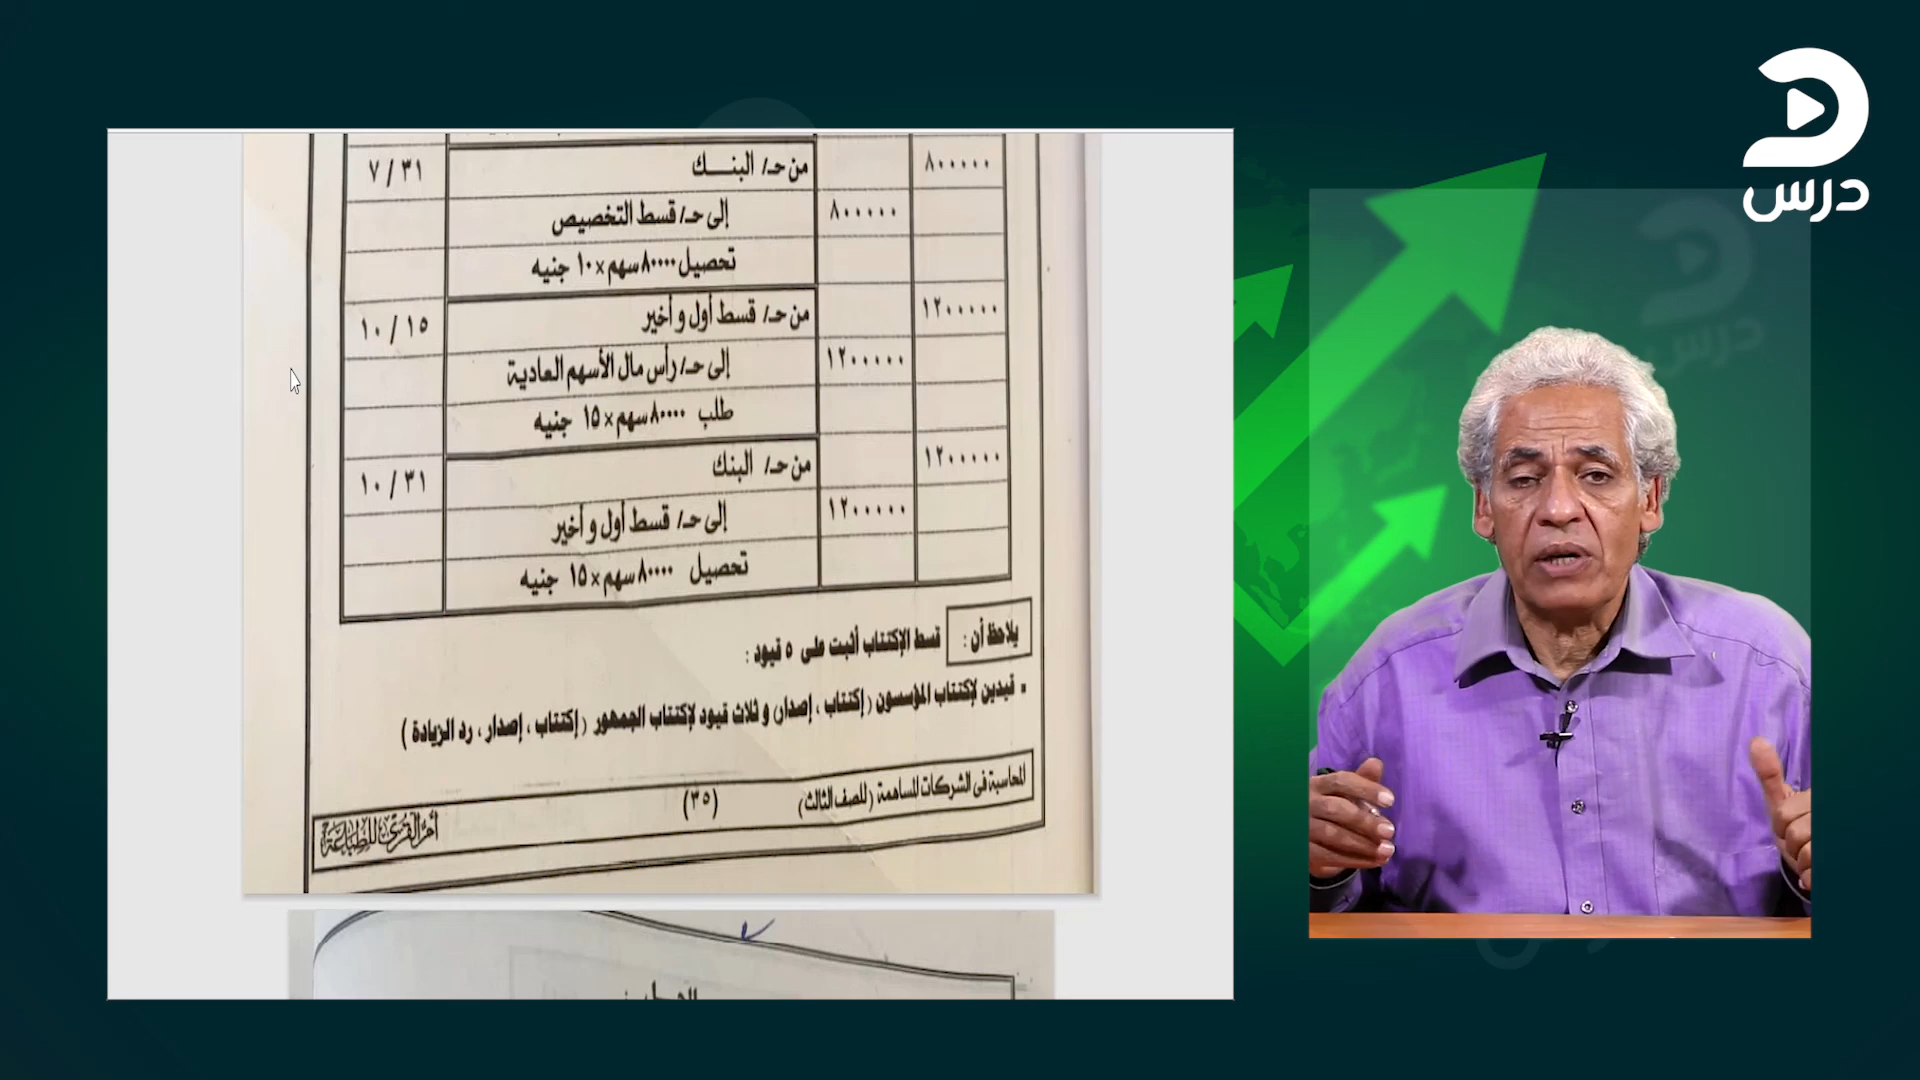 درس
٨٠٠٠٠٠ من حـ/ البنـــك ٧/٣١
٨٠٠٠٠٠ إلى حـ/ قسط التخصيص
تحصيل ٨٠٠٠٠ سهم × ١٠ جنيه
١٢٠٠٠٠٠ من حـ/ قسط أول و أخير ١٠/١٥
١٢٠٠٠٠٠ إلى حـ/ رأس مال الأسهم العادية
طلب ٨٠٠٠٠ سهم × ١٥ جنيه
١٢٠٠٠٠٠ من حـ/ البنك ١٠/٣١
١٢٠٠٠٠٠ إلى حـ/ قسط أول و أخير
تحصيل ٨٠٠٠٠ سهم × ١٥ جنيه
يلاحظ أن : قسط الإكتتاب أثبت على ٥ قيود :
▪ قيدين لإكتتاب المؤسسون ( إكتتاب ، إصدار) و ثلاث قيود لإكتتاب الجمهور ( إكتتاب ، إصدار ، رد الزيادة )
المحاسبة فى الشركات المساهمة (للصف الثالث) (٣٥) أم القرى للطباعة
درس